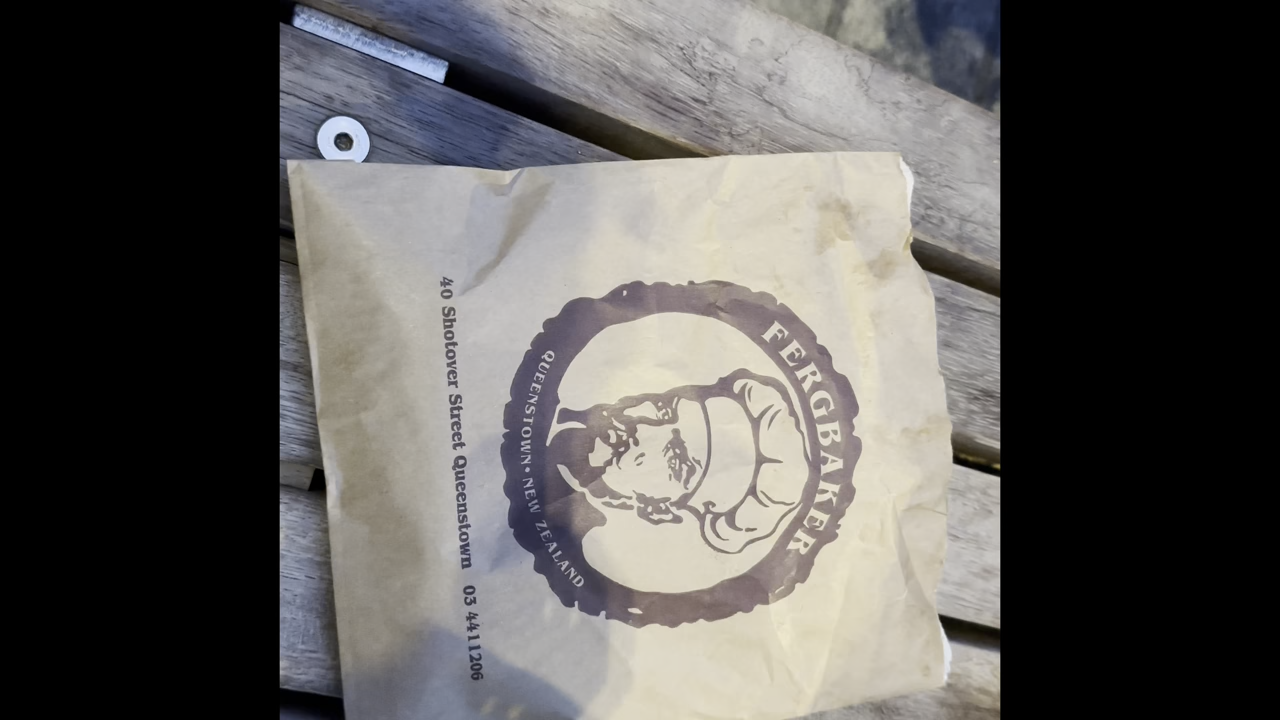 FERGBAKER
QUEENSTOWN • NEW ZEALAND
40 Shotover Street Queenstown 03 4411206